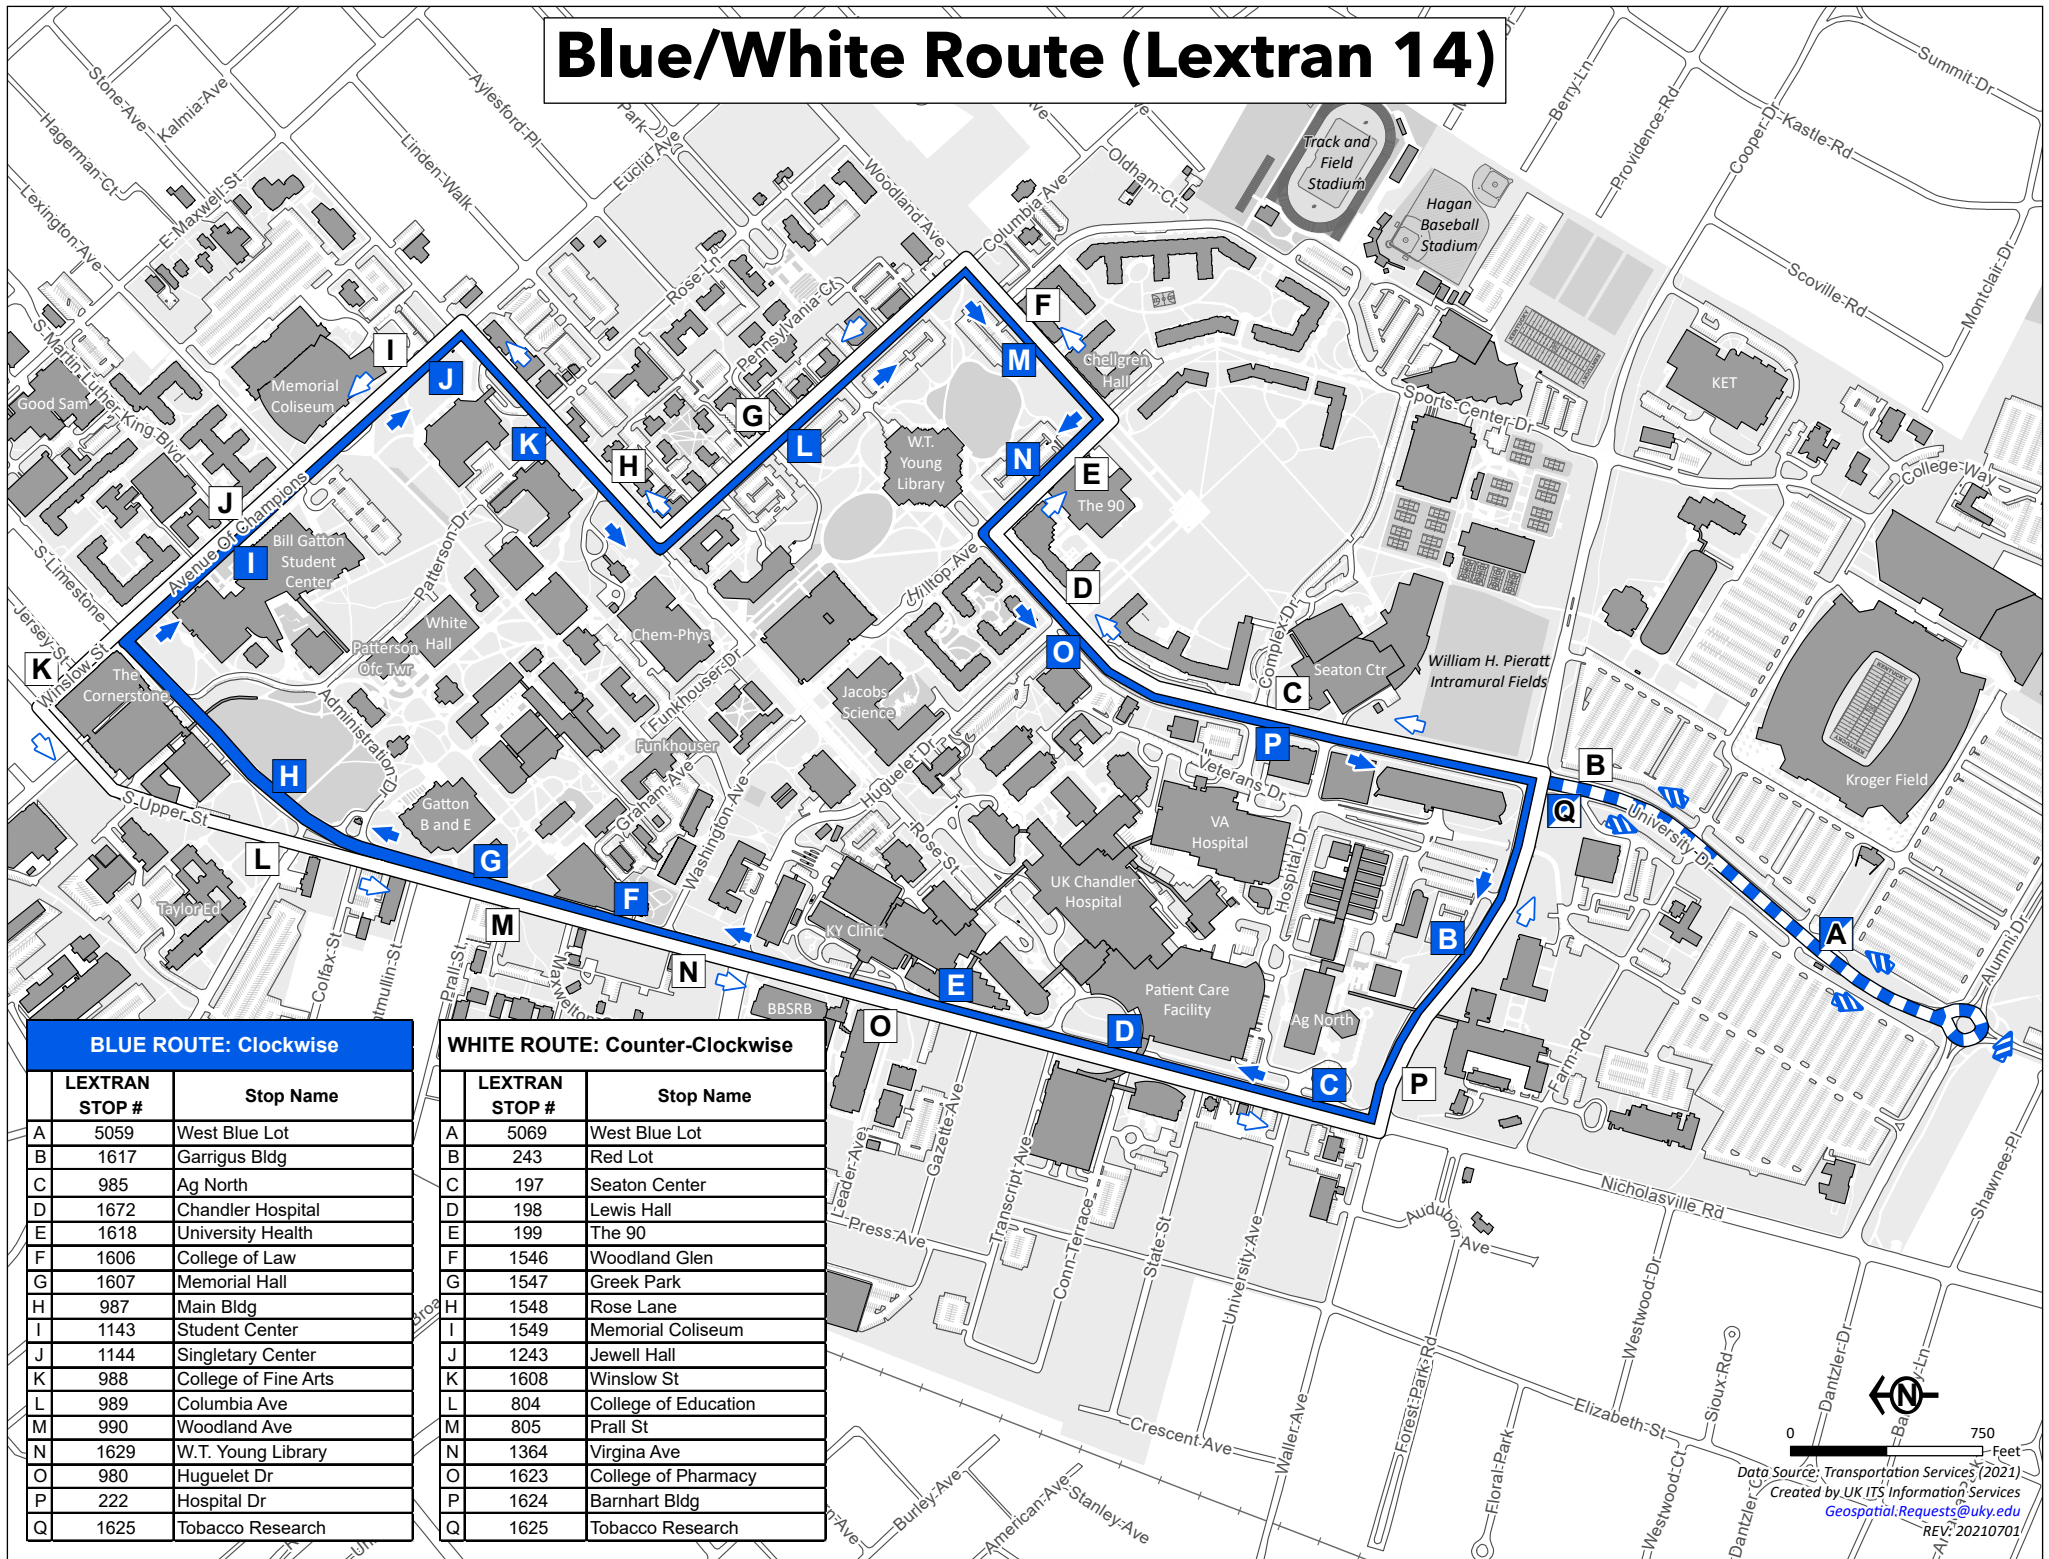 Blue/White Route (Lextran 14)
Stone Ave
Kalmia Ave
Hagerman Ct
Lexington Ave
E Maxwell St
Aylesford Pl
Linden Walk
Park
Euclid Ave
Woodland Ave
Columbia Ave
Oldham Ct
Berry Ln
Providence Rd
Cooper Dr
Kastle Rd
Summit Dr
Scoville Rd
Montclair Dr
Track and
Field
Stadium
Hagan
Baseball
Stadium
Rose Ln
Pennsylvania Ct
S Martin Luther King Blvd
Good Sam
Memorial
Coliseum
Avenue Of Champions
Bill Gatton
Student
Center
S Limestone
Jersey St
Winslow St
The
Cornerstone
Patterson Dr
White
Hall
Patterson
Ofc Twr
Administration Dr
Chem-Phys
Funkhouser Dr
Funkhouser
W.T.
Young
Library
Hilltop Ave
Jacobs
Science
Huguelet Dr
Chellgren
Hall
The 90
Sports Center Dr
Complex Dr
Seaton Ctr
William H. Pieratt
Intramural Fields
KET
College Way
Kroger Field
KENTUCKY
University Dr
Alumni Dr
S Upper St
Gatton
B and E
Graham Ave
Washington Ave
Rose St
Veterans Dr
VA
Hospital
Hospital Dr
UK Chandler
Hospital
KY Clinic
Patient Care
Facility
Ag North
Taylor Ed
Colfax St
Prall St
BBSRB
Farm Rd
Leader Ave
Gazette Ave
Press Ave
Transcript Ave
Conn Terrace
State St
University Ave
Audubon Ave
Nicholasville Rd
Shawnee Pl
Waller Ave
Forest Park Rd
Floral Park
Westwood Dr
Westwood Ct
Sioux Rd
Elizabeth St
Dantzler Dr
Crescent Ave
Burley Ave
American Ave
Stanley Ave
A
B
C
D
E
F
G
H
I
J
K
L
M
N
O
P
Q
A
B
C
D
E
F
G
H
I
J
K
L
M
N
O
P
BLUE ROUTE: Clockwise
LEXTRAN STOP # Stop Name
A 5059 West Blue Lot
B 1617 Garrigus Bldg
C 985 Ag North
D 1672 Chandler Hospital
E 1618 University Health
F 1606 College of Law
G 1607 Memorial Hall
H 987 Main Bldg
I 1143 Student Center
J 1144 Singletary Center
K 988 College of Fine Arts
L 989 Columbia Ave
M 990 Woodland Ave
N 1629 W.T. Young Library
O 980 Huguelet Dr
P 222 Hospital Dr
Q 1625 Tobacco Research
WHITE ROUTE: Counter-Clockwise
LEXTRAN STOP # Stop Name
A 5069 West Blue Lot
B 243 Red Lot
C 197 Seaton Center
D 198 Lewis Hall
E 199 The 90
F 1546 Woodland Glen
G 1547 Greek Park
H 1548 Rose Lane
I 1549 Memorial Coliseum
J 1243 Jewell Hall
K 1608 Winslow St
L 804 College of Education
M 805 Prall St
N 1364 Virgina Ave
O 1623 College of Pharmacy
P 1624 Barnhart Bldg
Q 1625 Tobacco Research
N
0 750
Feet
Data Source: Transportation Services (2021)
Created by UK ITS Information Services
Geospatial.Requests@uky.edu
REV: 20210701